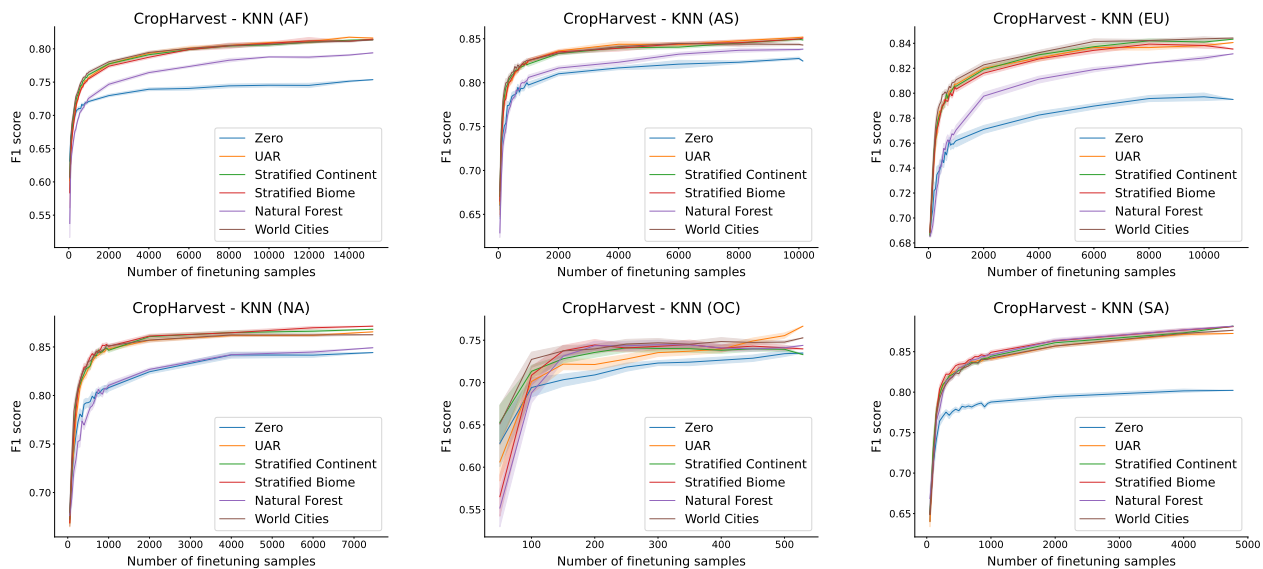 CropHarvest - KNN (AF)
F1 score
0.80
0.75
0.70
0.65
0.60
0.55
Zero
UAR
Stratified Continent
Stratified Biome
Natural Forest
World Cities
0 2000 4000 6000 8000 10000 12000 14000
Number of finetuning samples
CropHarvest - KNN (AS)
F1 score
0.85
0.80
0.75
0.70
0.65
Zero
UAR
Stratified Continent
Stratified Biome
Natural Forest
World Cities
0 2000 4000 6000 8000 10000
Number of finetuning samples
CropHarvest - KNN (EU)
F1 score
0.84
0.82
0.80
0.78
0.76
0.74
0.72
0.70
0.68
Zero
UAR
Stratified Continent
Stratified Biome
Natural Forest
World Cities
0 2000 4000 6000 8000 10000
Number of finetuning samples
CropHarvest - KNN (NA)
F1 score
0.85
0.80
0.75
0.70
Zero
UAR
Stratified Continent
Stratified Biome
Natural Forest
World Cities
0 1000 2000 3000 4000 5000 6000 7000
Number of finetuning samples
CropHarvest - KNN (OC)
F1 score
0.75
0.70
0.65
0.60
0.55
Zero
UAR
Stratified Continent
Stratified Biome
Natural Forest
World Cities
100 200 300 400 500
Number of finetuning samples
CropHarvest - KNN (SA)
F1 score
0.85
0.80
0.75
0.70
0.65
Zero
UAR
Stratified Continent
Stratified Biome
Natural Forest
World Cities
0 1000 2000 3000 4000 5000
Number of finetuning samples